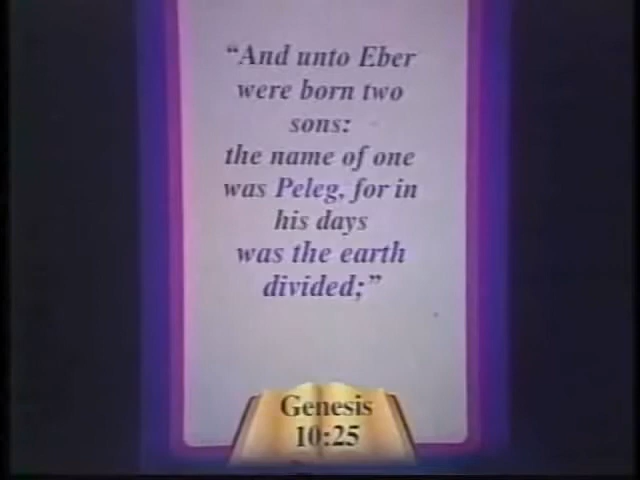 “And unto Eber
were born two
sons:
the name of one
was Peleg, for in
his days
was the earth
divided;”
Genesis
10:25